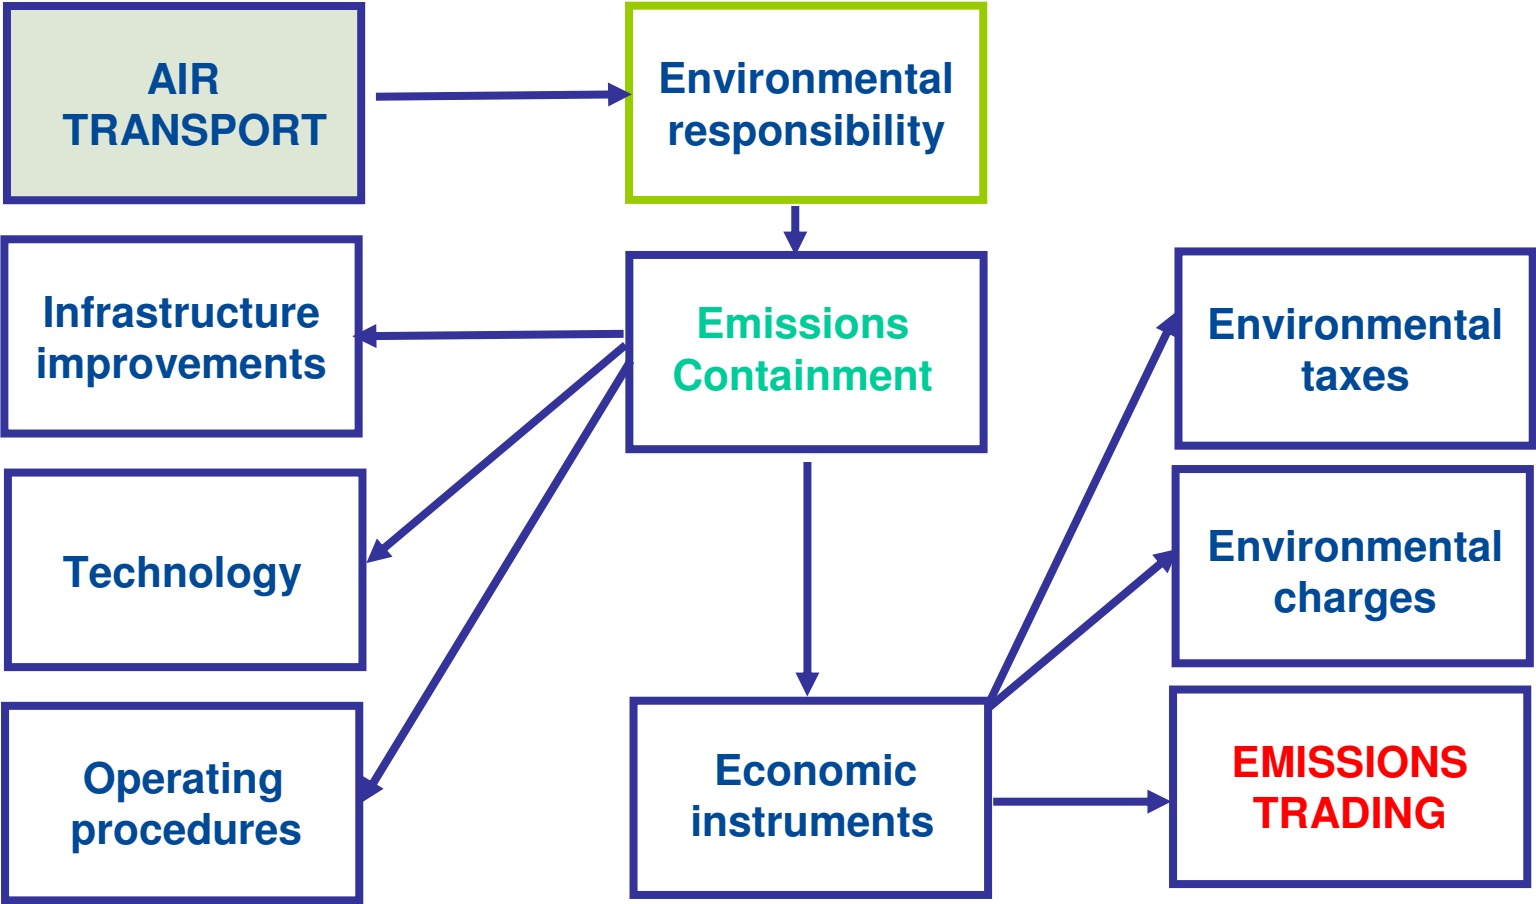 AIR
TRANSPORT
Environmental
responsibility
Infrastructure
improvements
Emissions
Containment
Environmental
taxes
Technology
Environmental
charges
Operating
procedures
Economic
instruments
EMISSIONS
TRADING